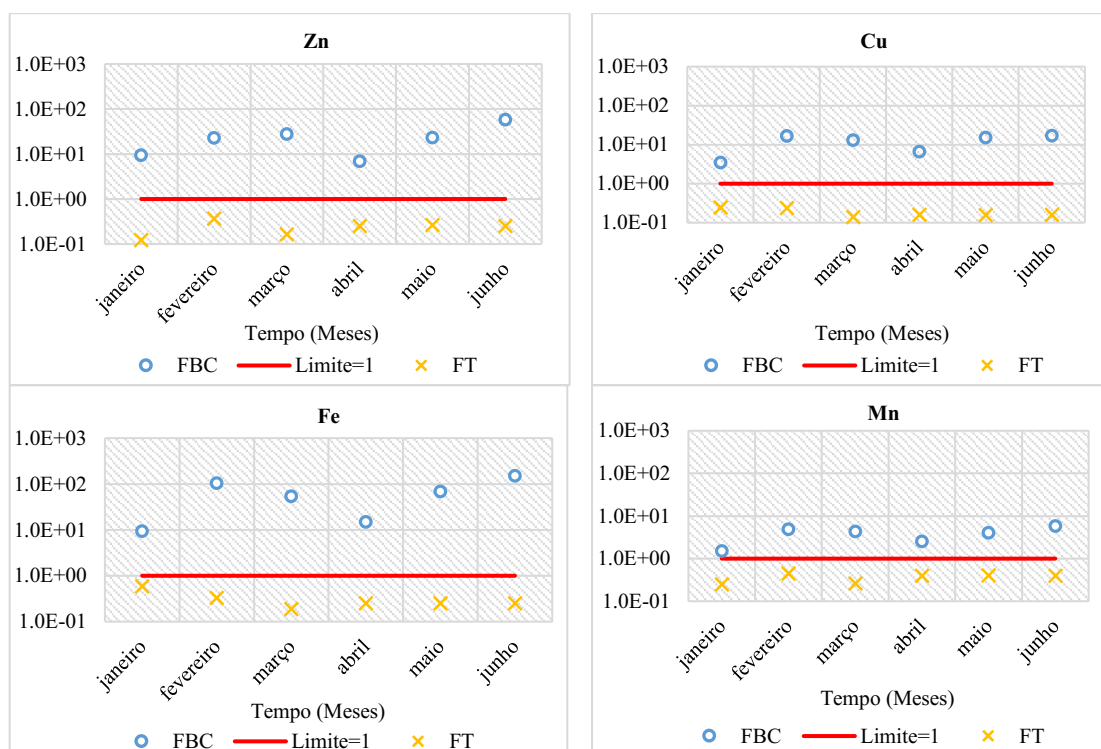 Zn
1.0E+03
1.0E+02
1.0E+01
1.0E+00
1.0E-01
janeiro
fevereiro
março
abril
maio
junho
Tempo (Meses)
FBC Limite=1 FT
Cu
1.0E+03
1.0E+02
1.0E+01
1.0E+00
1.0E-01
janeiro
fevereiro
março
abril
maio
junho
Tempo (Meses)
FBC Limite=1 FT
Fe
1.0E+03
1.0E+02
1.0E+01
1.0E+00
1.0E-01
janeiro
fevereiro
março
abril
maio
junho
Tempo (Meses)
FBC Limite=1 FT
Mn
1.0E+03
1.0E+02
1.0E+01
1.0E+00
1.0E-01
janeiro
fevereiro
março
abril
maio
junho
Tempo (Meses)
FBC Limite=1 FT